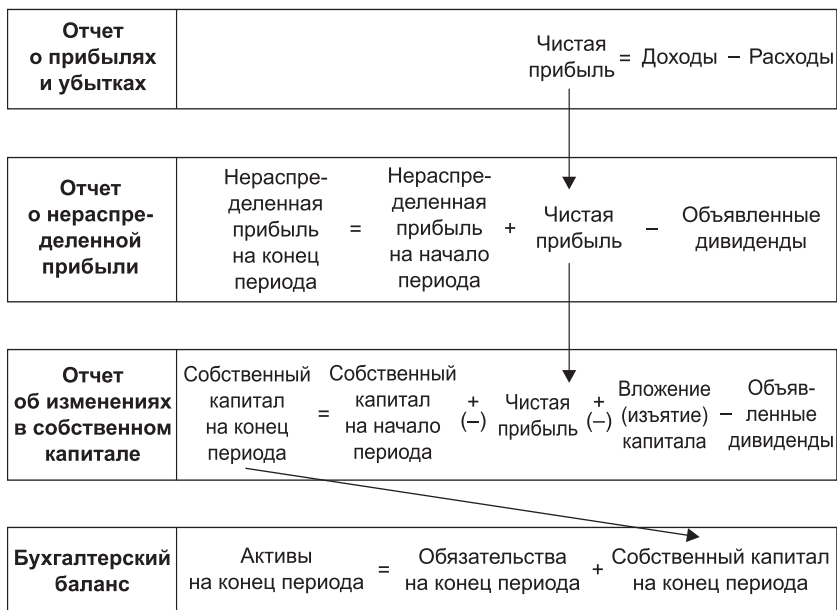 Отчет
о прибылях
и убытках
Чистая
прибыль = Доходы – Расходы
Отчет
о нераспре-
деленной
прибыли
Нераспре-
деленная
прибыль
на конец
периода
=
Нераспре-
деленная
прибыль
на начало
периода
+
Чистая
прибыль
–
Объявленные
дивиденды
Отчет
об изменениях
в собственном
капитале
Собственный
капитал
на конец
периода
=
Собственный
капитал
на начало
периода
+
(–)
Чистая
прибыль
+
(–)
Вложение
(изъятие)
капитала
–
Объяв-
ленные
дивиденды
Бухгалтерский
баланс
Активы
на конец периода
=
Обязательства
на конец периода
+
Собственный капитал
на конец периода